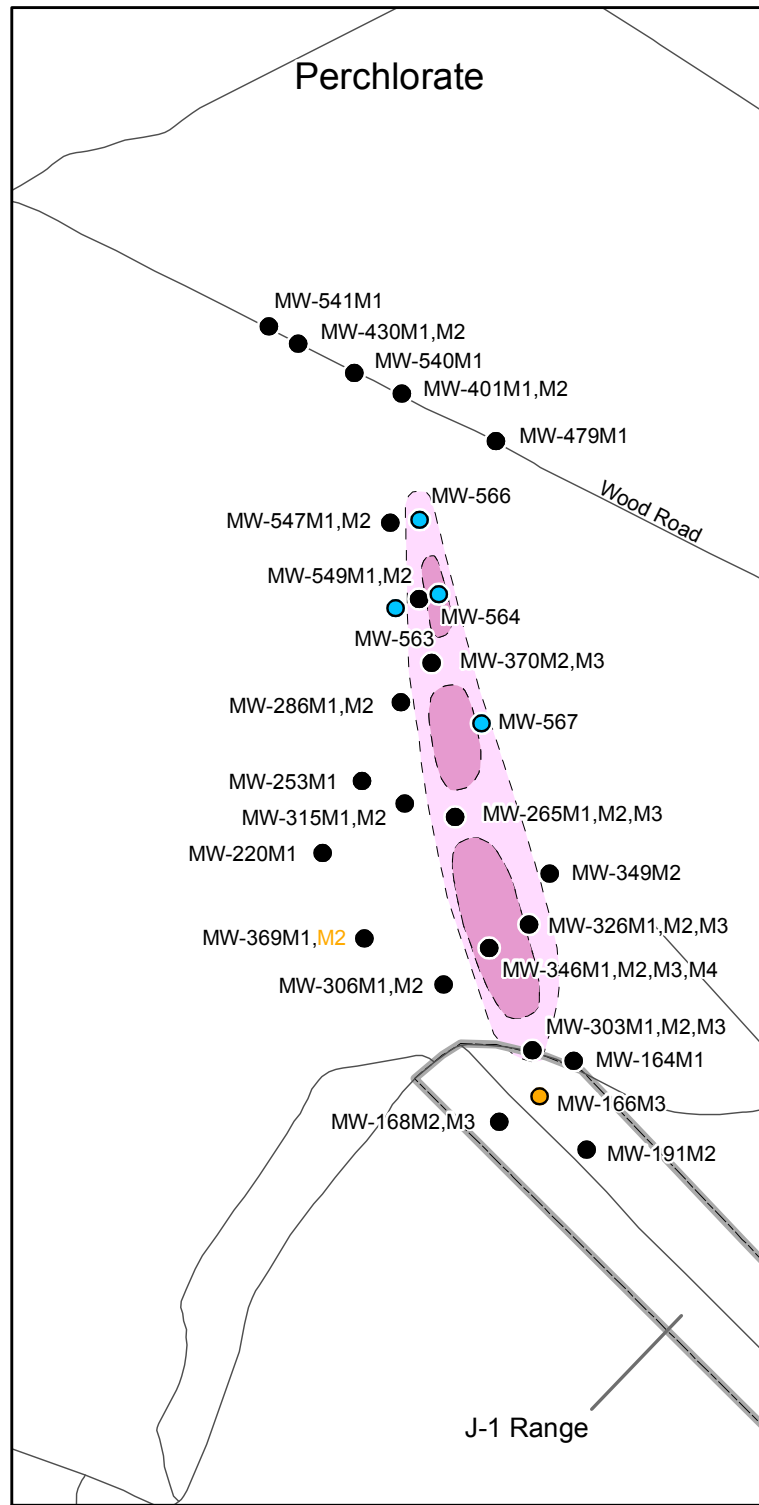 Perchlorate
MW-541M1
MW-430M1,M2
MW-540M1
MW-401M1,M2
MW-479M1
Wood Road
MW-566
MW-547M1,M2
MW-549M1,M2
MW-564
MW-563
MW-370M2,M3
MW-286M1,M2
MW-567
MW-253M1
MW-315M1,M2
MW-265M1,M2,M3
MW-220M1
MW-349M2
MW-326M1,M2,M3
MW-369M1,M2
MW-346M1,M2,M3,M4
MW-306M1,M2
MW-303M1,M2,M3
MW-164M1
MW-166M3
MW-168M2,M3
MW-191M2
J-1 Range